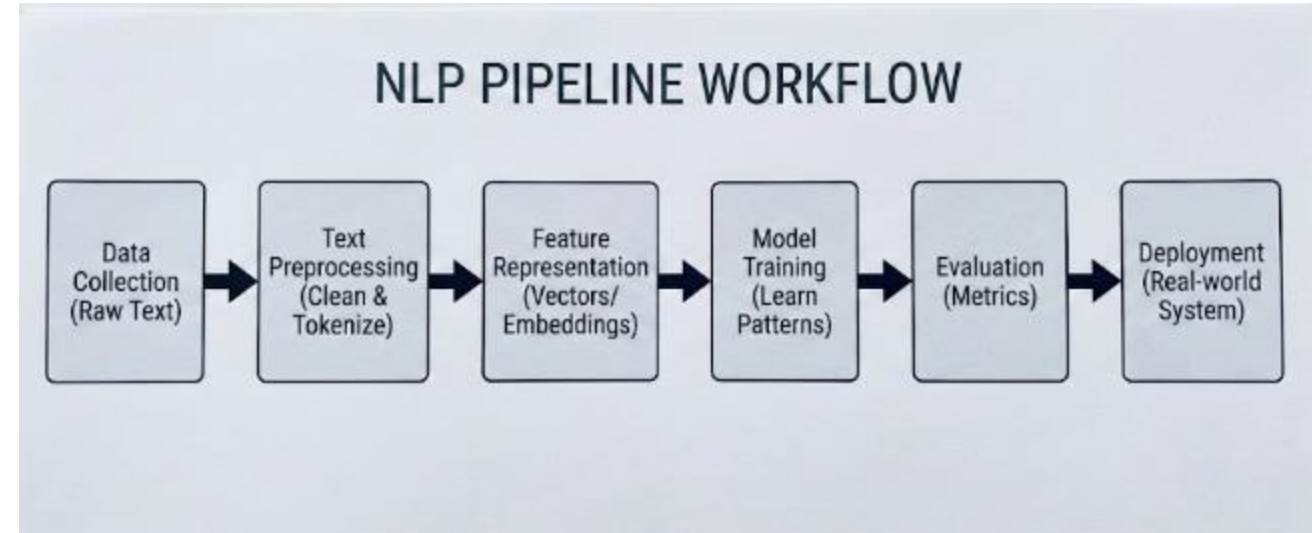 NLP PIPELINE WORKFLOW
Data
Collection
(Raw Text)
Text
Preprocessing
(Clean &
Tokenize)
Feature
Representation
(Vectors/
Embeddings)
Model
Training
(Learn
Patterns)
Evaluation
(Metrics)
Deployment
(Real-world
System)